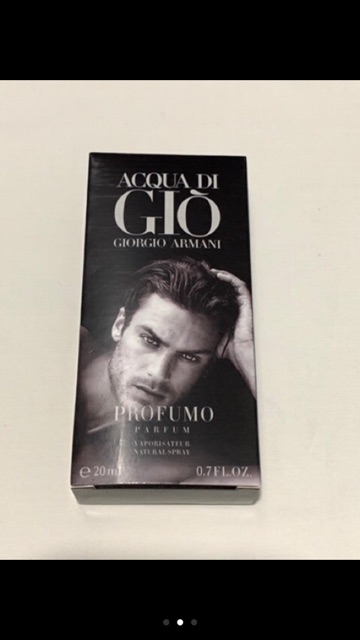 ACQUA DI
GIÒ
GIORGIO ARMANI
PROFUMO
PARFUM
VAPORISATEUR
NATURAL SPRAY
℮ 20 ml 0.7 FL.OZ.